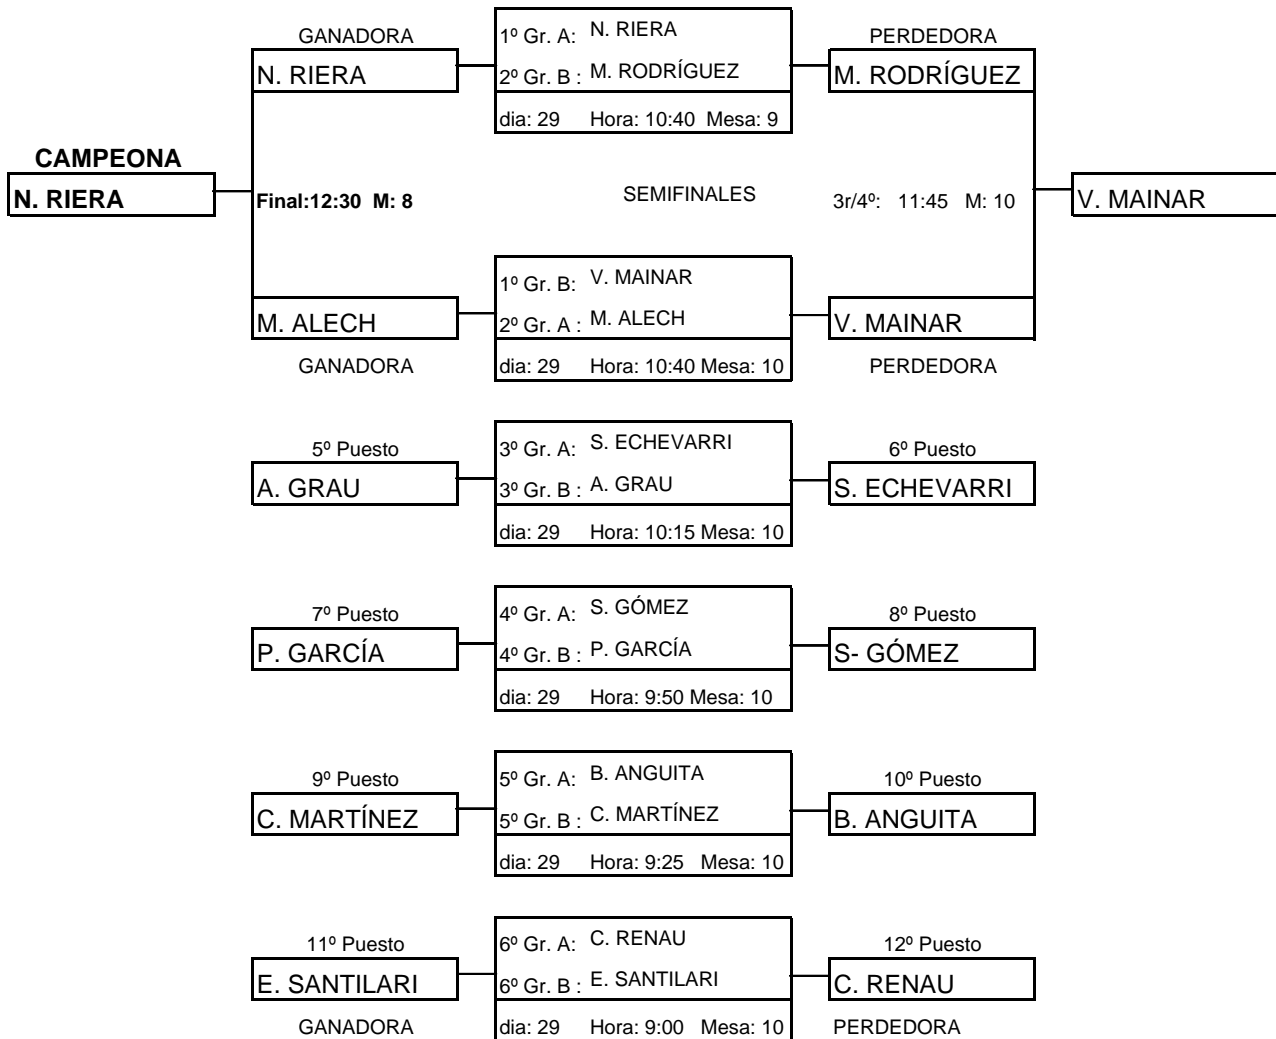 GANADORA 1º Gr. A: N. RIERA PERDEDORA
N. RIERA 2º Gr. B : M. RODRÍGUEZ M. RODRÍGUEZ
dia: 29 Hora: 10:40 Mesa: 9
CAMPEONA
N. RIERA Final:12:30 M: 8 SEMIFINALES 3r/4º: 11:45 M: 10 V. MAINAR
1º Gr. B: V. MAINAR
M. ALECH 2º Gr. A : M. ALECH V. MAINAR
GANADORA dia: 29 Hora: 10:40 Mesa: 10 PERDEDORA
5º Puesto 3º Gr. A: S. ECHEVARRI 6º Puesto
A. GRAU 3º Gr. B : A. GRAU S. ECHEVARRI
dia: 29 Hora: 10:15 Mesa: 10
7º Puesto 4º Gr. A: S. GÓMEZ 8º Puesto
P. GARCÍA 4º Gr. B : P. GARCÍA S- GÓMEZ
dia: 29 Hora: 9:50 Mesa: 10
9º Puesto 5º Gr. A: B. ANGUITA 10º Puesto
C. MARTÍNEZ 5º Gr. B : C. MARTÍNEZ B. ANGUITA
dia: 29 Hora: 9:25 Mesa: 10
11º Puesto 6º Gr. A: C. RENAU 12º Puesto
E. SANTILARI 6º Gr. B : E. SANTILARI C. RENAU
GANADORA dia: 29 Hora: 9:00 Mesa: 10 PERDEDORA